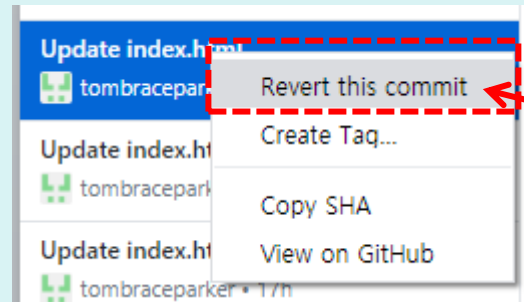 Update index.html
tombracepar
Revert this commit
Create Tag...
Update index.ht
tombracepark
Copy SHA
Update index.ht
View on GitHub
tombraceparker • 17h